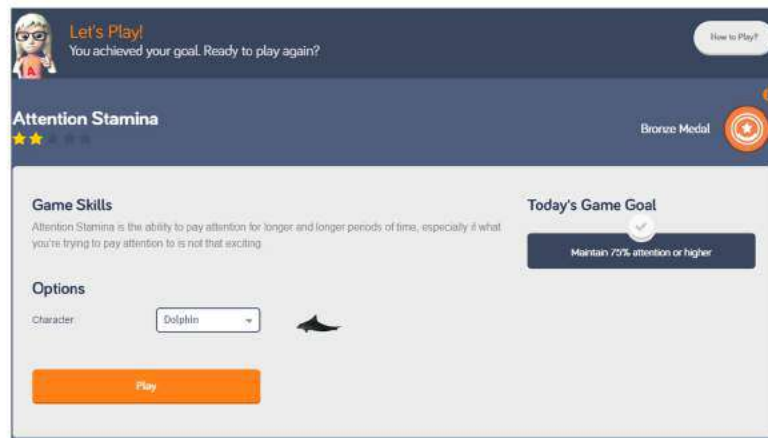 Let's Play!
You achieved your goal. Ready to play again?
How to Play?
A
Attention Stamina
Bronze Medal
Game Skills
Attention Stamina is the ability to pay attention for longer and longer periods of time, especially if what
you're trying to pay attention to is not that exciting
Today's Game Goal
Maintain 75% attention or higher
Options
Character
Dolphin
Play